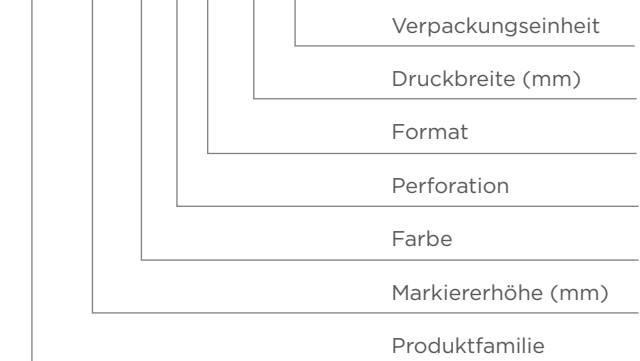 Verpackungseinheit
Druckbreite (mm)
Format
Perforation
Farbe
Markiererhöhe (mm)
Produktfamilie